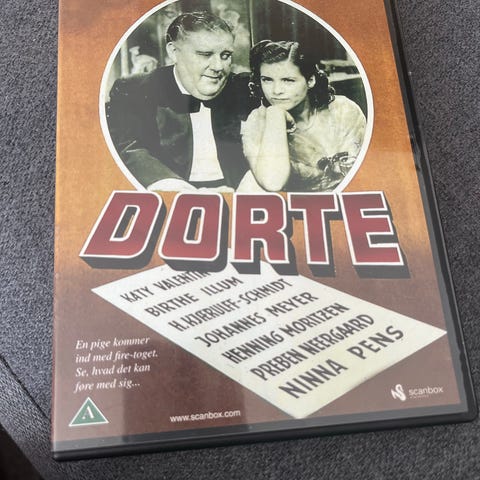 DORTE
KATY VALENTIN
BIRTHE ILLUM
H. KJÆRULFF-SCHMIDT
JOHANNES MEYER
HENNING MORITZEN
PREBEN NEERGAARD
NINNA PENS
En pige kommer
ind med fire-toget.
Se, hvad det kan
føre med sig...
A
www.scanbox.com
scanbox